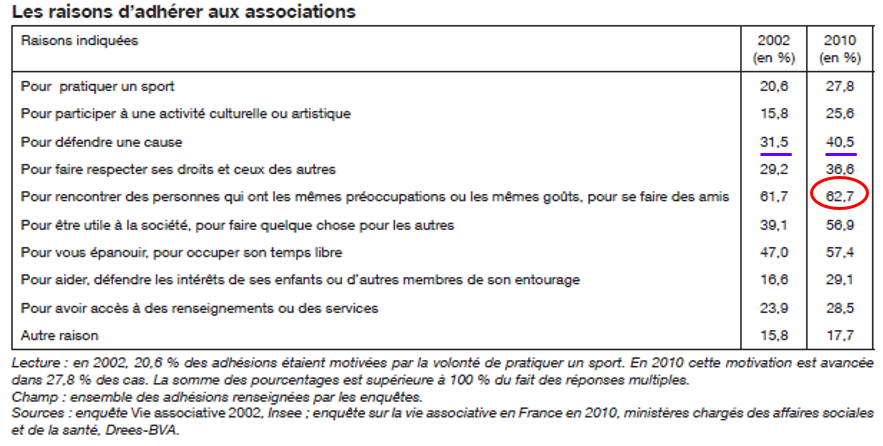 Les raisons d'adhérer aux associations
Raisons indiquées 2002 2010
(en %) (en %)
Pour pratiquer un sport 20,6 27,8
Pour participer à une activité culturelle ou artistique 15,8 25,6
Pour défendre une cause 31,5 40,5
Pour faire respecter ses droits et ceux des autres 29,2 36,6
Pour rencontrer des personnes qui ont les mêmes préoccupations ou les mêmes goûts, pour se faire des amis 61,7 62,7
Pour être utile à la société, pour faire quelque chose pour les autres 39,1 56,9
Pour vous épanouir, pour occuper son temps libre 47,0 57,4
Pour aider, défendre les intérêts de ses enfants ou d'autres membres de son entourage 16,6 29,1
Pour avoir accès à des renseignements ou des services 23,9 28,5
Autre raison 15,8 17,7
Lecture : en 2002, 20,6 % des adhésions étaient motivées par la volonté de pratiquer un sport. En 2010 cette motivation est avancée
dans 27,8 % des cas. La somme des pourcentages est supérieure à 100 % du fait des réponses multiples.
Champ : ensemble des adhésions renseignées par les enquêtes.
Sources : enquête Vie associative 2002, Insee ; enquête sur la vie associative en France en 2010, ministères chargés des affaires sociales
et de la santé, Drees-BVA.